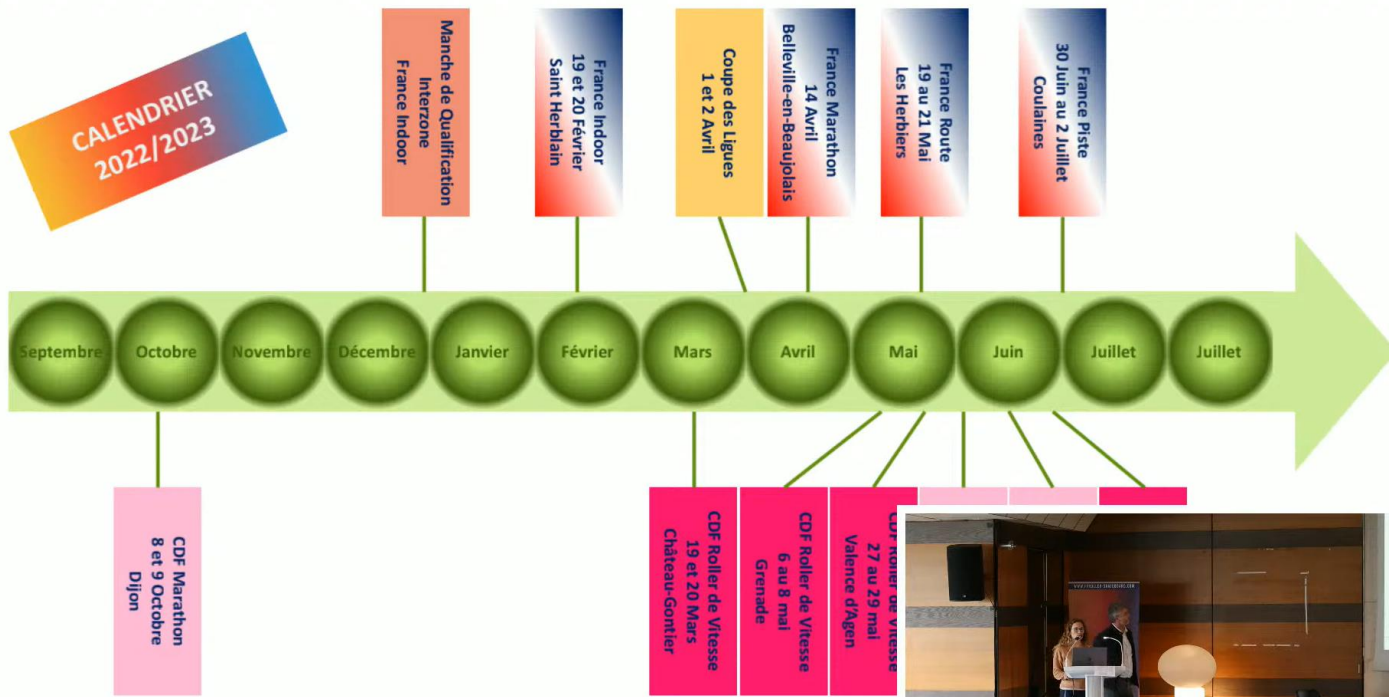 CALENDRIER
2022/2023
Manche de Qualification
Interzone
France Indoor
France Indoor
19 et 20 Février
Saint Herblain
Coupe des Ligues
1 et 2 Avril
France Marathon
14 Avril
Belleville-en-Beaujolais
France Route
19 au 21 Mai
Les Herbiers
France Piste
30 Juin au 2 Juillet
Coulaines
Septembre
Octobre
Novembre
Décembre
Janvier
Février
Mars
Avril
Mai
Juin
Juillet
Juillet
CDF Marathon
8 et 9 Octobre
Dijon
CDF Roller de Vitesse
19 et 20 Mars
Château-Gontier
CDF Roller de Vitesse
6 au 8 mai
Grenade
CDF Roller de Vitesse
27 au 29 mai
Valence d'Agen